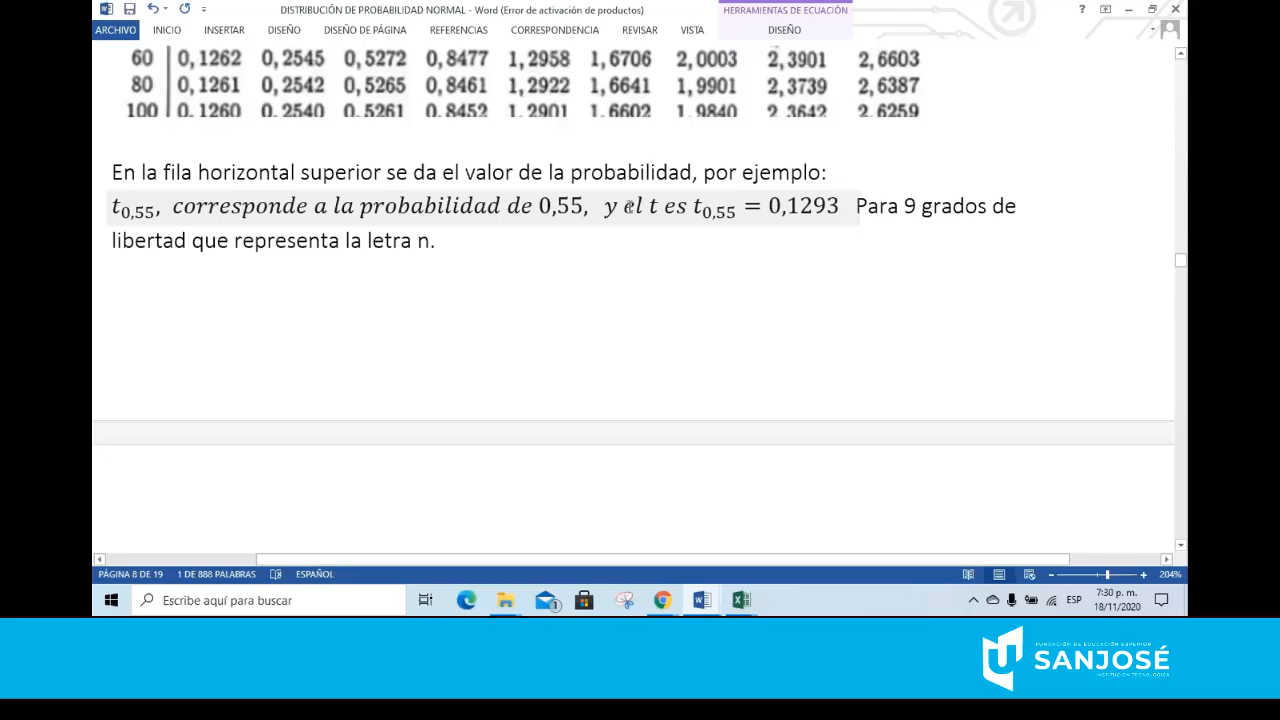 DISTRIBUCIÓN DE PROBABILIDAD NORMAL - Word (Error de activación de productos)
HERRAMIENTAS DE ECUACIÓN
? 
ARCHIVO INICIO INSERTAR DISEÑO DISEÑO DE PÁGINA REFERENCIAS CORRESPONDENCIA REVISAR VISTA DISEÑO
60 0,1262 0,2545 0,5272 0,8477 1,2958 1,6706 2,0003 2,3901 2,6603
80 0,1261 0,2542 0,5265 0,8461 1,2922 1,6641 1,9901 2,3739 2,6387
100 0,1260 0,2540 0,5261 0,8452 1,2901 1,6602 1,9840 2,3642 2,6259
En la fila horizontal superior se da el valor de la probabilidad, por ejemplo:
t0,55, corresponde a la probabilidad de 0,55, y el t es t0,55 = 0,1293 Para 9 grados de
libertad que representa la letra n.
PÁGINA 8 DE 19 1 DE 888 PALABRAS ESPAÑOL 204%
Escribe aquí para buscar
1
ESP
7:30 p. m.
18/11/2020
FUNDACIÓN DE EDUCACIÓN SUPERIOR
SANJOSÉ
INSTITUCIÓN TECNOLÓGICA